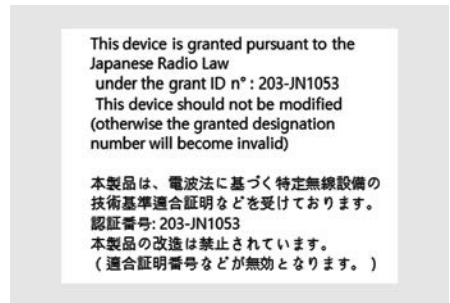 This device is granted pursuant to the
Japanese Radio Law
under the grant ID n° : 203-JN1053
This device should not be modified
(otherwise the granted designation
number will become invalid)
本製品は、電波法に基づく特定無線設備の
技術基準適合証明などを受けております。
認証番号: 203-JN1053
本製品の改造は禁止されています。
（適合証明番号などが無効となります。）